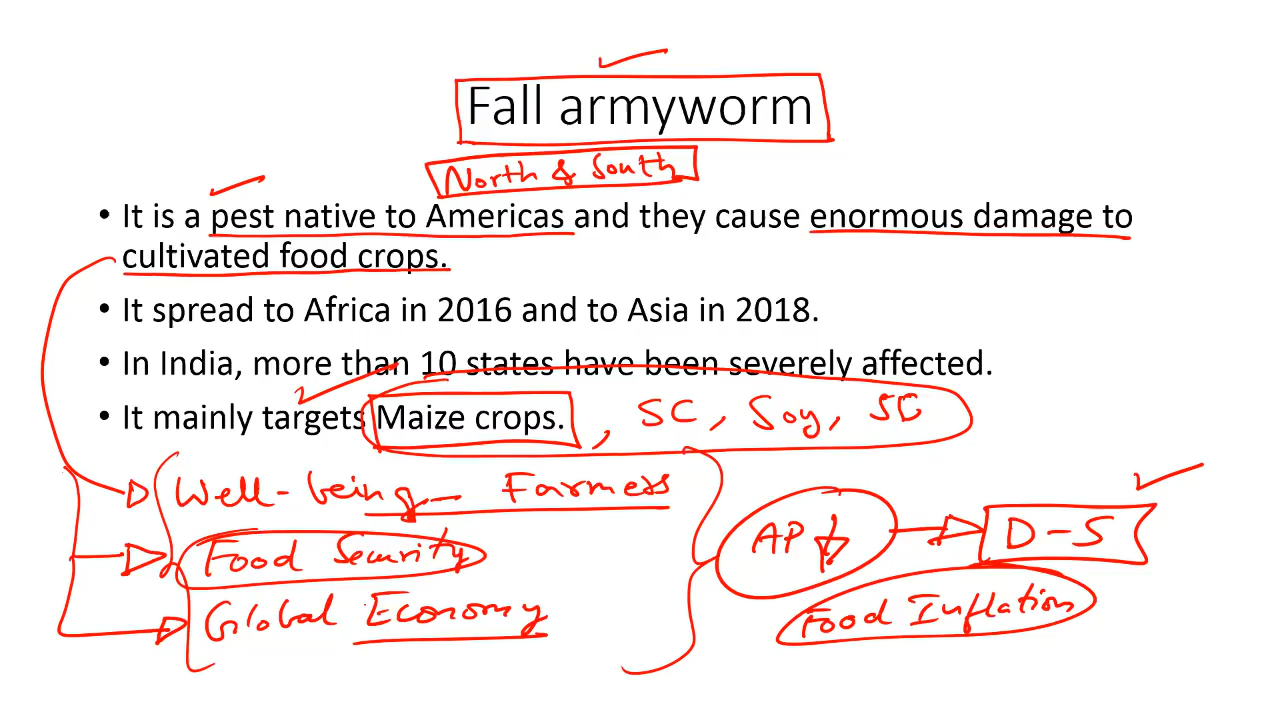 Fall armyworm
North & South
• It is a pest native to Americas and they cause enormous damage to
cultivated food crops.
• It spread to Africa in 2016 and to Asia in 2018.
• In India, more than 10 states have been severely affected.
• It mainly targets Maize crops. , SC, Soy,
Well-being - Farmers
Food Security
Global Economy
AP ↓ → D-S
Food Inflation